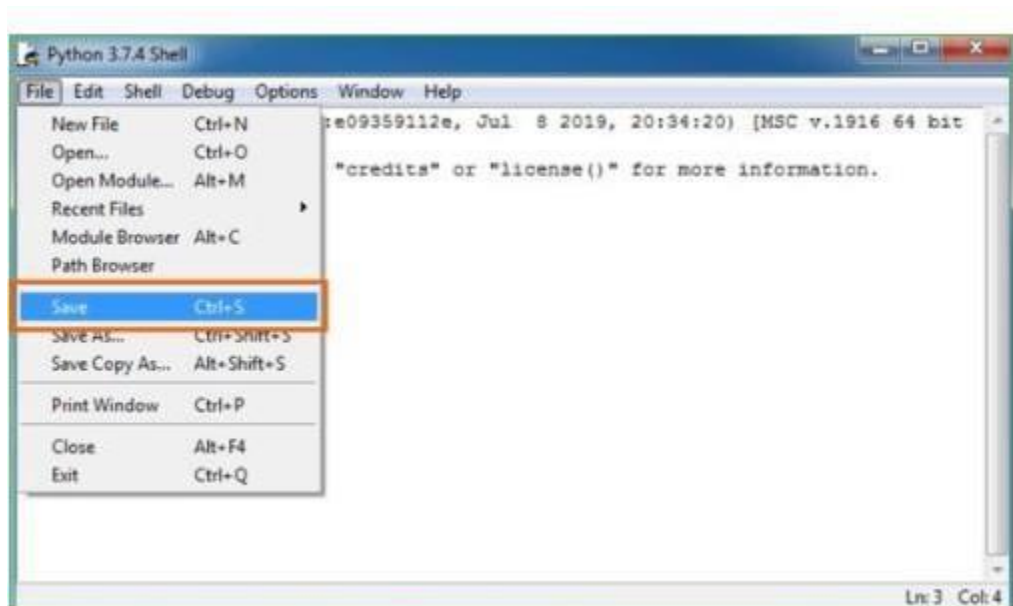 Python 3.7.4 Shell
File Edit Shell Debug Options Window Help
New File Ctrl+N
:e09359112e, Jul 8 2019, 20:34:20) [MSC v.1916 64 bit
Open... Ctrl+O
Open Module... Alt+M
"credits" or "license()" for more information.
Recent Files
Module Browser Alt+C
Path Browser
Save Ctrl+S
Save As... Ctrl+Shift+S
Save Copy As... Alt+Shift+S
Print Window Ctrl+P
Close Alt+F4
Exit Ctrl+Q
Ln: 3 Col: 4